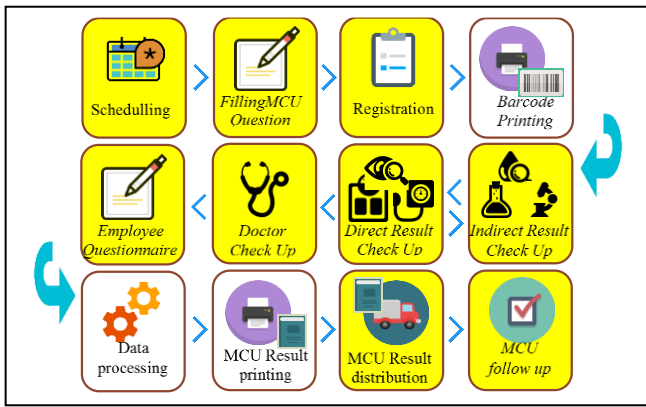 Schedulling
FillingMCU
Question
Registration
Barcode
Printing
Employee
Questionnaire
Doctor
Check Up
Direct Result
Check Up
Indirect Result
Check Up
Data
processing
MCU Result
printing
MCU Result
distribution
MCU
follow up